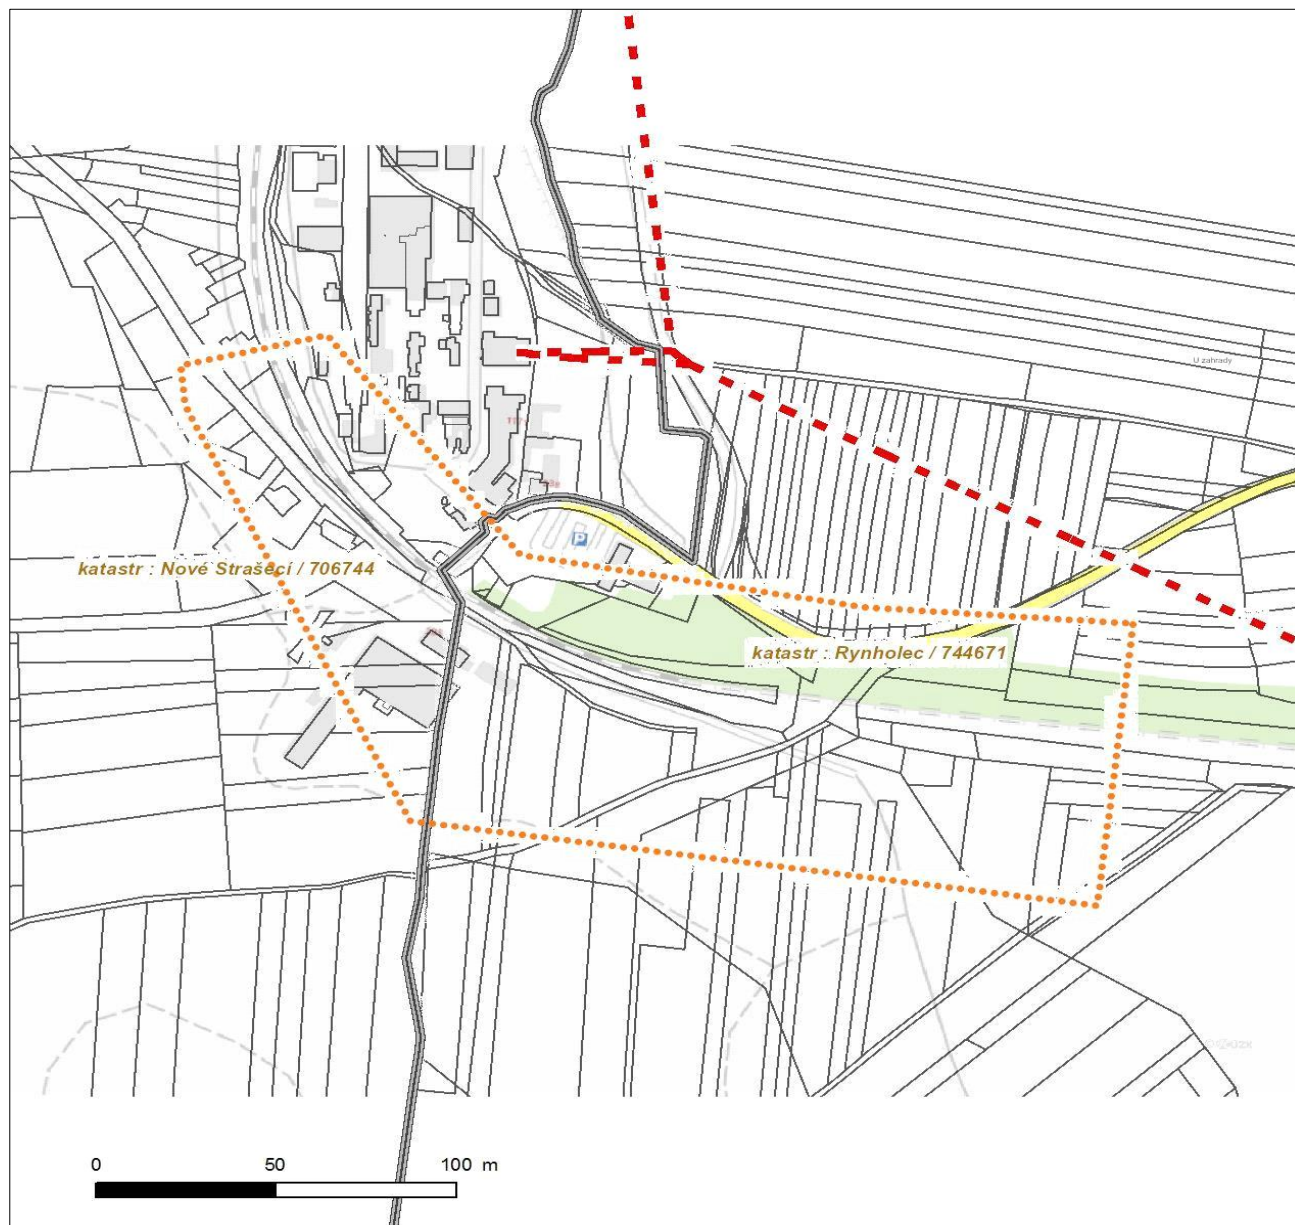 U zahrady
P
katastr : Nové Strašecí / 706744
katastr : Rynholec / 744671
0 50 100 m